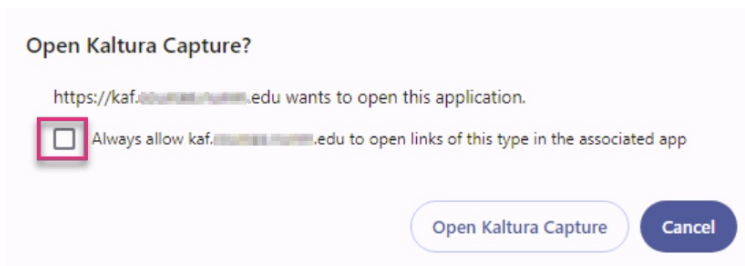 Open Kaltura Capture?
https://kaf. .edu wants to open this application.
Always allow kaf. .edu to open links of this type in the associated app
Open Kaltura Capture
Cancel